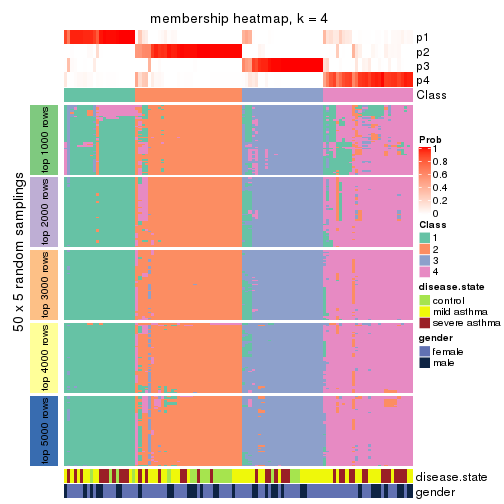 membership heatmap, k = 4
p1
p2
p3
p4
Class
50 x 5 random samplings
top 1000 rows
top 2000 rows
top 3000 rows
top 4000 rows
top 5000 rows
Prob
1
0.8
0.6
0.4
0.2
0
Class
1
2
3
4
disease.state
control
mild asthma
severe asthma
gender
female
male
disease.state
gender